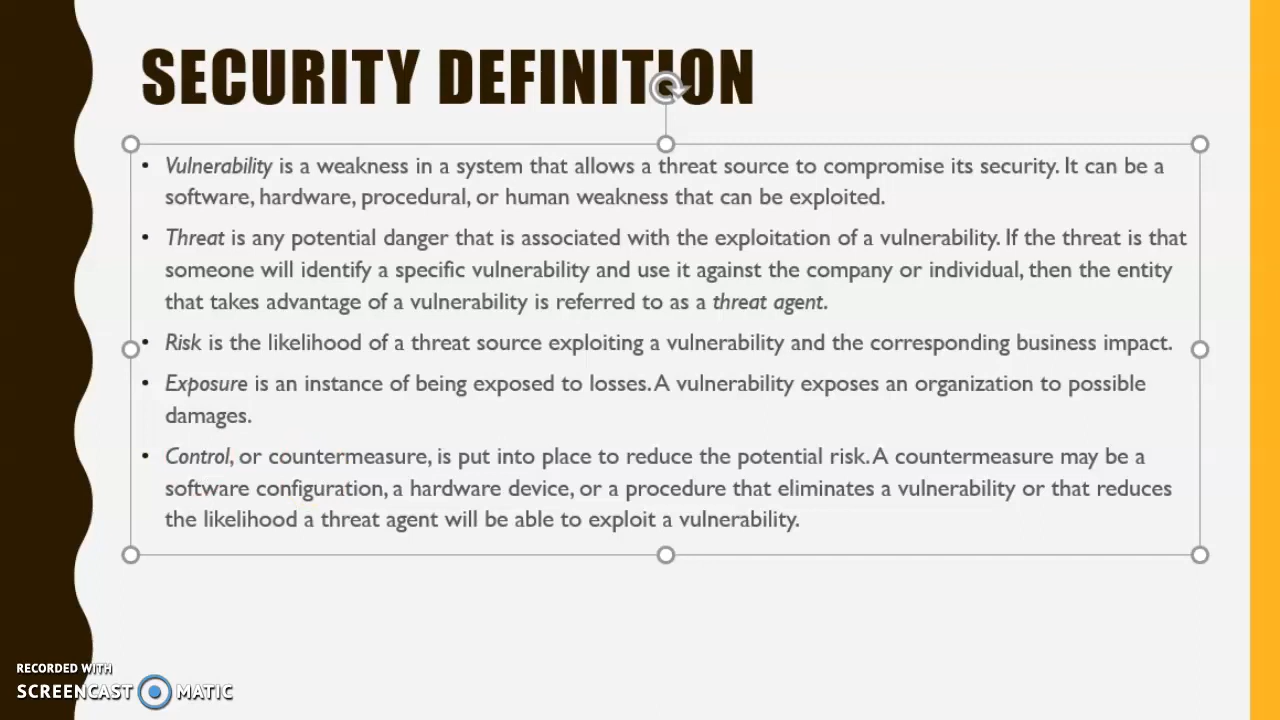 SECURITY DEFINITION
• Vulnerability is a weakness in a system that allows a threat source to compromise its security. It can be a
software, hardware, procedural, or human weakness that can be exploited.
• Threat is any potential danger that is associated with the exploitation of a vulnerability. If the threat is that
someone will identify a specific vulnerability and use it against the company or individual, then the entity
that takes advantage of a vulnerability is referred to as a threat agent.
• Risk is the likelihood of a threat source exploiting a vulnerability and the corresponding business impact.
• Exposure is an instance of being exposed to losses. A vulnerability exposes an organization to possible
damages.
• Control, or countermeasure, is put into place to reduce the potential risk. A countermeasure may be a
software configuration, a hardware device, or a procedure that eliminates a vulnerability or that reduces
the likelihood a threat agent will be able to exploit a vulnerability.
RECORDED WITH
SCREENCAST MATIC